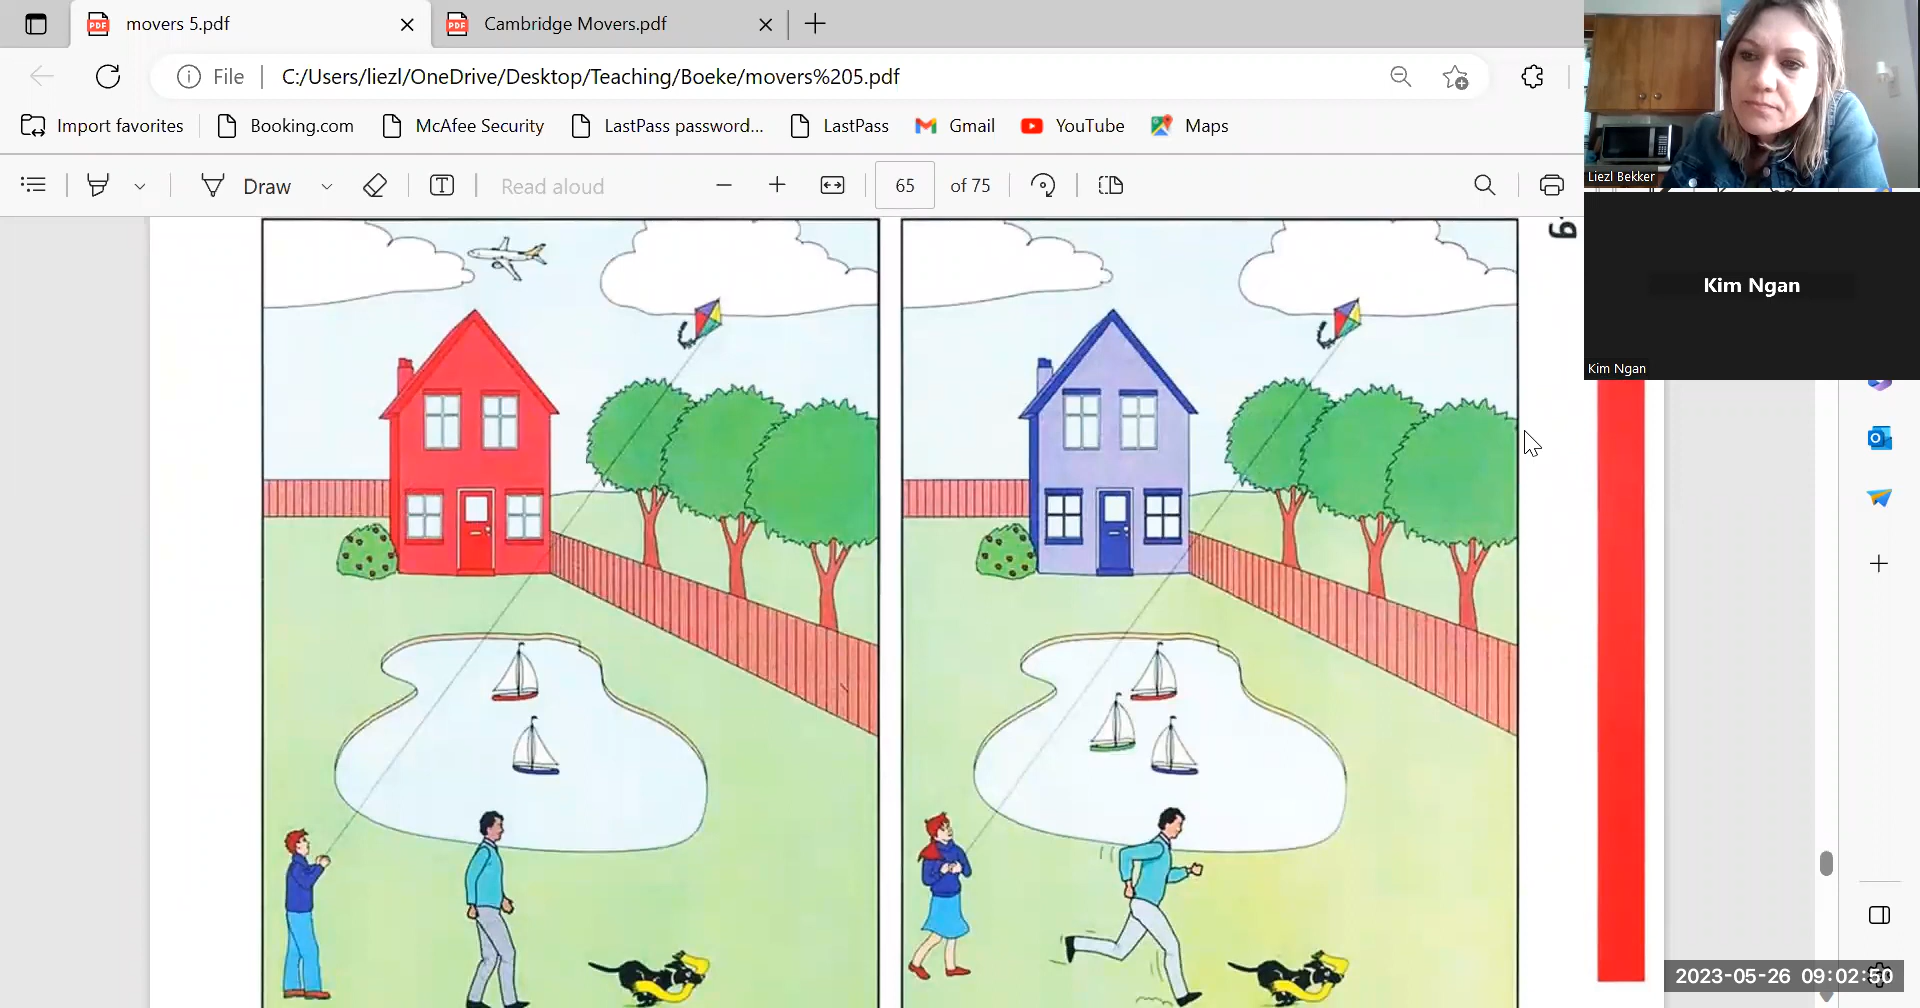 movers 5.pdf
Cambridge Movers.pdf
File
C:/Users/liezl/OneDrive/Desktop/Teaching/Boeke/movers%205.pdf
Import favorites
Booking.com
McAfee Security
LastPass password...
LastPass
Gmail
YouTube
Maps
Draw
Read aloud
65 of 75
Liezl Bekker
Kim Ngan
Kim Ngan
2023-05-26 09:02:50